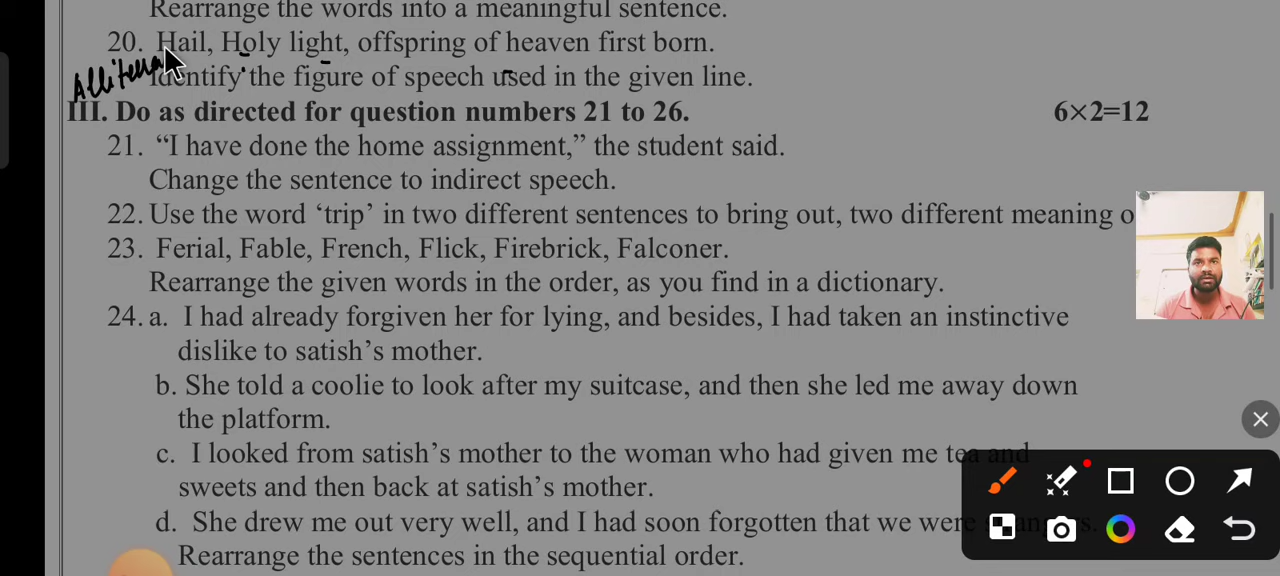 Rearrange the words into a meaningful sentence.
20. Hail, Holy light, offspring of heaven first born.
Identify the figure of speech used in the given line.
III. Do as directed for question numbers 21 to 26. 6×2=12
21. “I have done the home assignment,” the student said.
Change the sentence to indirect speech.
22. Use the word ‘trip’ in two different sentences to bring out, two different meaning
23. Ferial, Fable, French, Flick, Firebrick, Falconer.
Rearrange the given words in the order, as you find in a dictionary.
24. a. I had already forgiven her for lying, and besides, I had taken an instinctive
dislike to satish’s mother.
b. She told a coolie to look after my suitcase, and then she led me away down
the platform.
c. I looked from satish’s mother to the woman who had given me tea and
sweets and then back at satish’s mother.
d. She drew me out very well, and I had soon forgotten that we were
Rearrange the sentences in the sequential order.